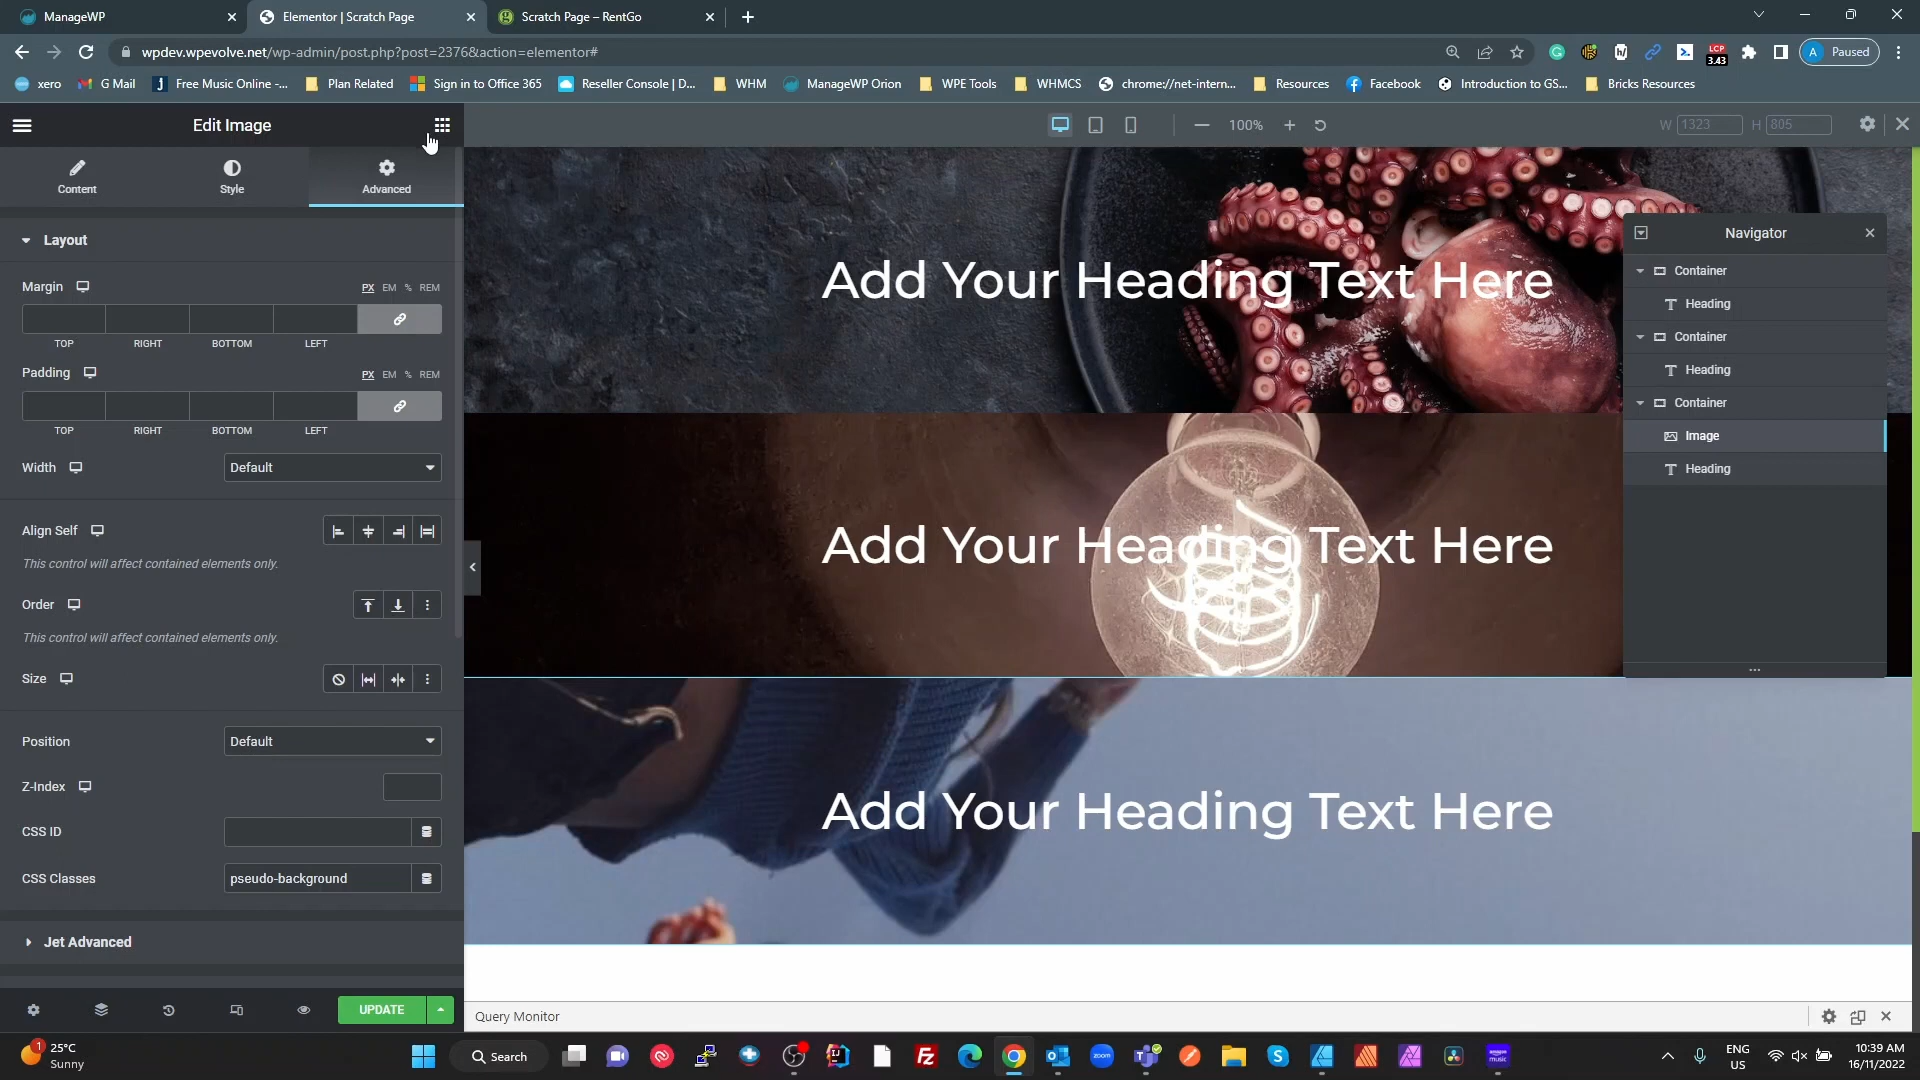 ManageWP
Elementor | Scratch Page
Scratch Page – RentGo
wpdev.wpevolve.net/wp-admin/post.php?post=2376&action=elementor#
LCP
3.43
A
Paused
xero
G Mail
Free Music Online -...
Plan Related
Sign in to Office 365
Reseller Console | D...
WHM
ManageWP Orion
WPE Tools
WHMCS
chrome://net-intern...
Resources
Facebook
Introduction to GS...
Bricks Resources
Edit Image
100%
W 1323
H 805
Content
Style
Advanced
Layout
Margin
PX EM % REM
TOP RIGHT BOTTOM LEFT
Padding
PX EM % REM
TOP RIGHT BOTTOM LEFT
Width
Default
Align Self
This control will affect contained elements only.
Order
This control will affect contained elements only.
Size
Position
Default
Z-Index
CSS ID
CSS Classes
pseudo-background
Jet Advanced
UPDATE
Add Your Heading Text Here
Add Your Heading Text Here
Add Your Heading Text Here
Navigator
Container
Heading
Container
Heading
Container
Image
Heading
Query Monitor
1
25°C
Sunny
Search
zoom
ENG
US
10:39 AM
16/11/2022